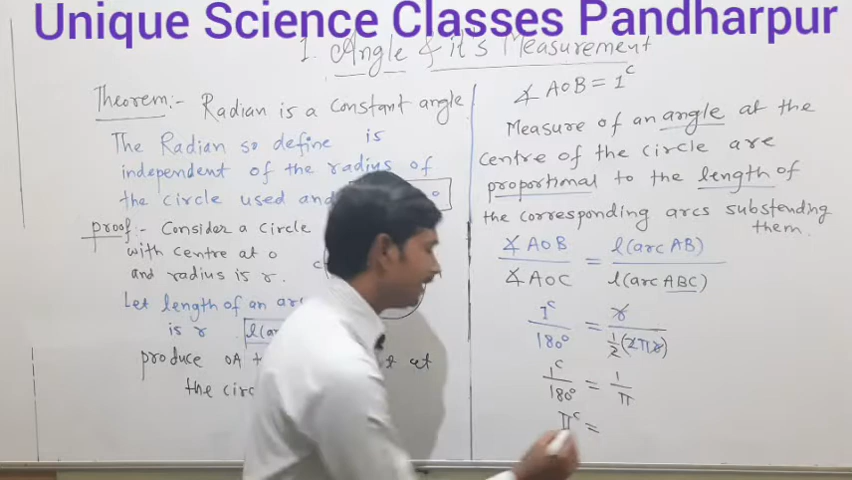 Unique Science Classes Pandharpur
1. Angle & it's Measurement
Theorem:- Radian is a Constant angle
The Radian so define is
independent of the radius of
the circle used and
proof:- Consider a circle
with centre at o
and radius is r.
Let length of an
is r
produce OA at
the
∡ AOB = 1ᶜ
Measure of an angle at the
Centre of the circle are
proportional to the length of
the corresponding arcs substending
them.
∡ AOB / ∡ AOC = l(arc AB) / l(arc ABC)
1ᶜ / 180° = r / ½(2πr)
1ᶜ / 180° = 1 / π
πᶜ =